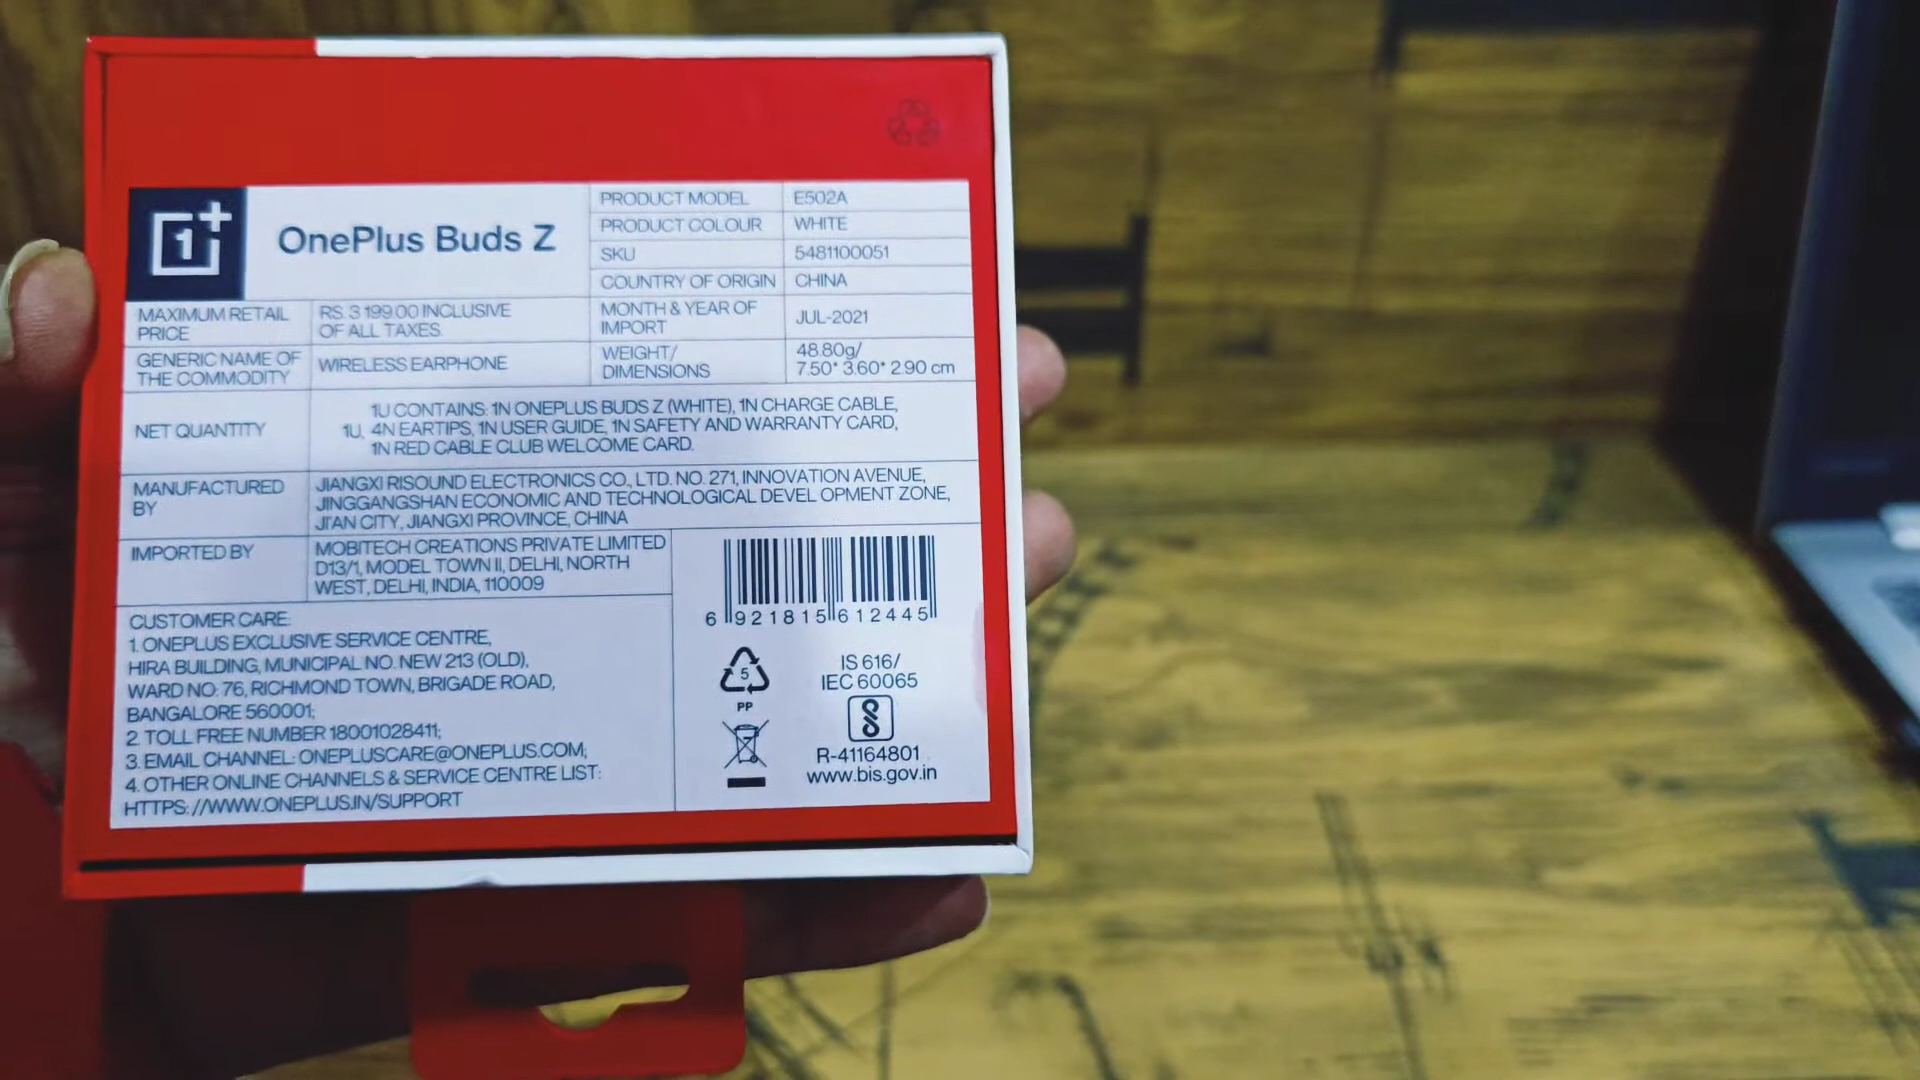 OnePlus Buds Z
PRODUCT MODEL E502A
PRODUCT COLOUR WHITE
SKU 5481100051
COUNTRY OF ORIGIN CHINA
MAXIMUM RETAIL
PRICE
RS. 3 199.00 INCLUSIVE
OF ALL TAXES.
MONTH & YEAR OF
IMPORT
JUL-2021
GENERIC NAME OF
THE COMMODITY
WIRELESS EARPHONE
WEIGHT/
DIMENSIONS
48.80g/
7.50* 3.60* 2.90 cm
NET QUANTITY
1U CONTAINS: 1N ONEPLUS BUDS Z (WHITE), 1N CHARGE CABLE,
1U, 4N EARTIPS, 1N USER GUIDE, 1N SAFETY AND WARRANTY CARD,
1N RED CABLE CLUB WELCOME CARD.
MANUFACTURED
BY
JIANGXI RISOUND ELECTRONICS CO., LTD. NO. 271, INNOVATION AVENUE,
JINGGANGSHAN ECONOMIC AND TECHNOLOGICAL DEVEL OPMENT ZONE,
JI'AN CITY, JIANGXI PROVINCE, CHINA
IMPORTED BY
MOBITECH CREATIONS PRIVATE LIMITED
D13/1, MODEL TOWN II, DELHI, NORTH
WEST, DELHI, INDIA, 110009
CUSTOMER CARE:
1. ONEPLUS EXCLUSIVE SERVICE CENTRE,
HIRA BUILDING, MUNICIPAL NO. NEW 213 (OLD),
WARD NO: 76, RICHMOND TOWN, BRIGADE ROAD,
BANGALORE 560001;
2. TOLL FREE NUMBER 18001028411;
3. EMAIL CHANNEL: ONEPLUSCARE@ONEPLUS.COM;
4. OTHER ONLINE CHANNELS & SERVICE CENTRE LIST:
HTTPS://WWW.ONEPLUS.IN/SUPPORT
6 921815 612445
5
PP
IS 616/
IEC 60065
R-41164801
www.bis.gov.in